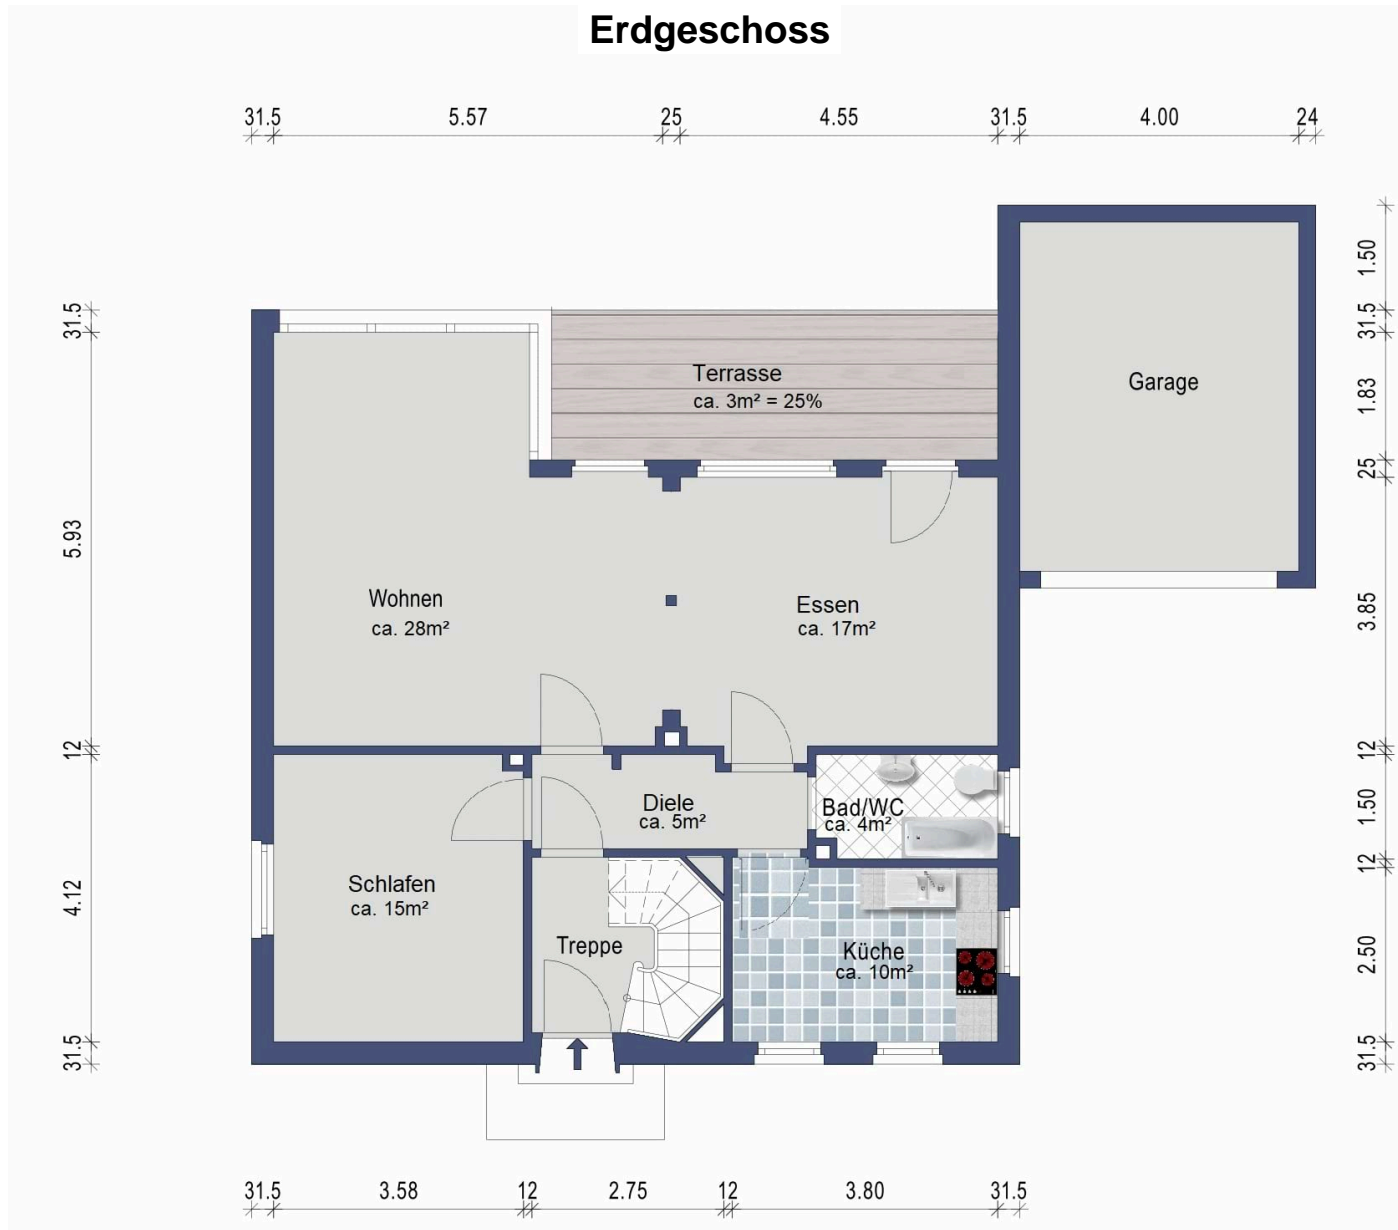 Erdgeschoss
31.5 5.57 25 4.55 31.5 4.00 24
31.5
5.93
12
4.12
31.5
1.50
31.5
1.83
25
3.85
12
1.50
12
2.50
31.5
Terrasse
ca. 3m² = 25%
Garage
Wohnen
ca. 28m²
Essen
ca. 17m²
Diele
ca. 5m²
Bad/WC
ca. 4m²
Schlafen
ca. 15m²
Treppe
Küche
ca. 10m²
31.5 3.58 12 2.75 12 3.80 31.5